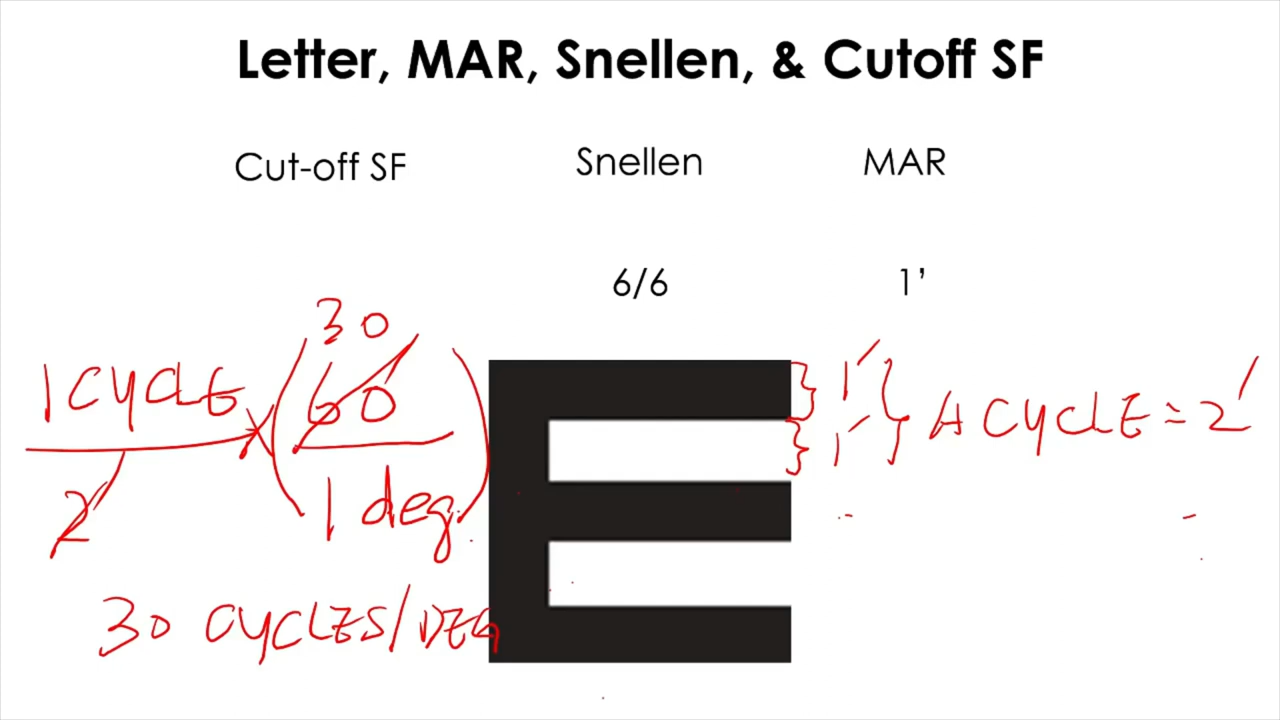 Letter, MAR, Snellen, & Cutoff SF
Cut-off SF Snellen MAR
6/6 1’
30
1 CYCLE × (60' / 1 deg.)
2'
} 1' } A CYCLE = 2'
} 1'
30 CYCLES/DEG
E